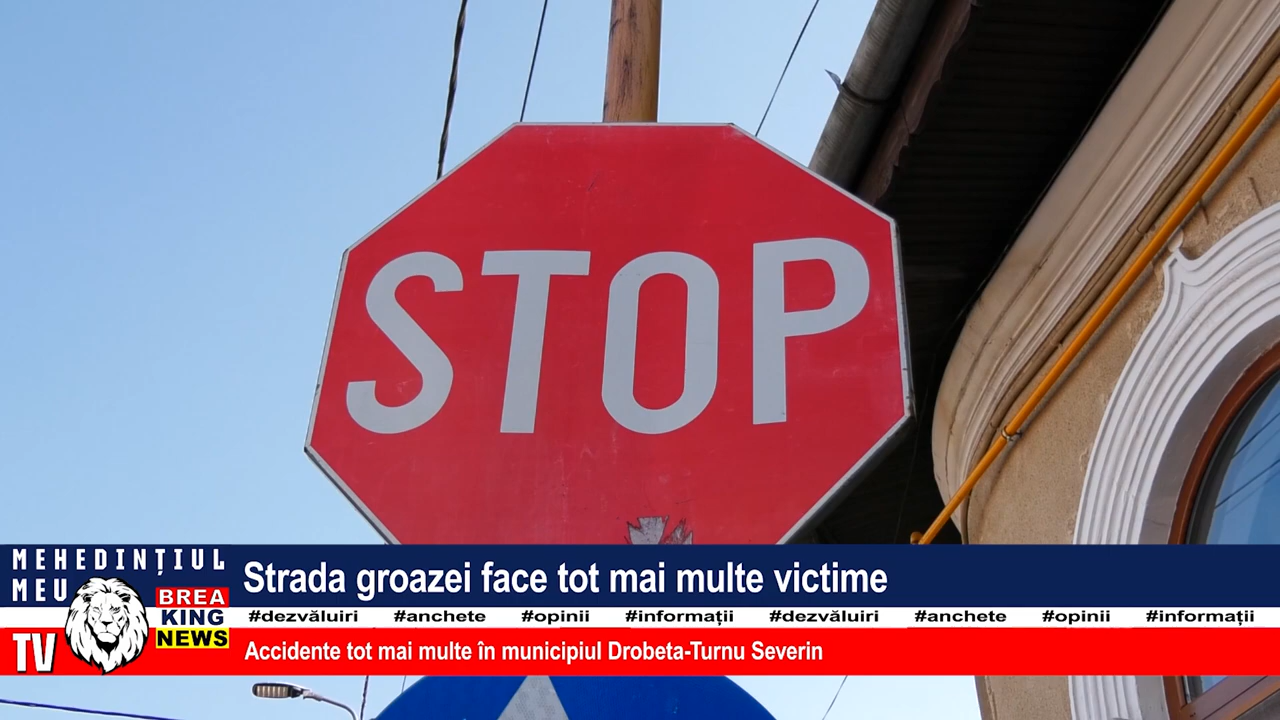 STOP
MEHEDINȚIUL
MEU
TV
BREA
KING
NEWS
Strada groazei face tot mai multe victime
#dezvăluiri #anchete #opinii #informații #dezvăluiri #anchete #opinii #informații
Accidente tot mai multe în municipiul Drobeta-Turnu Severin